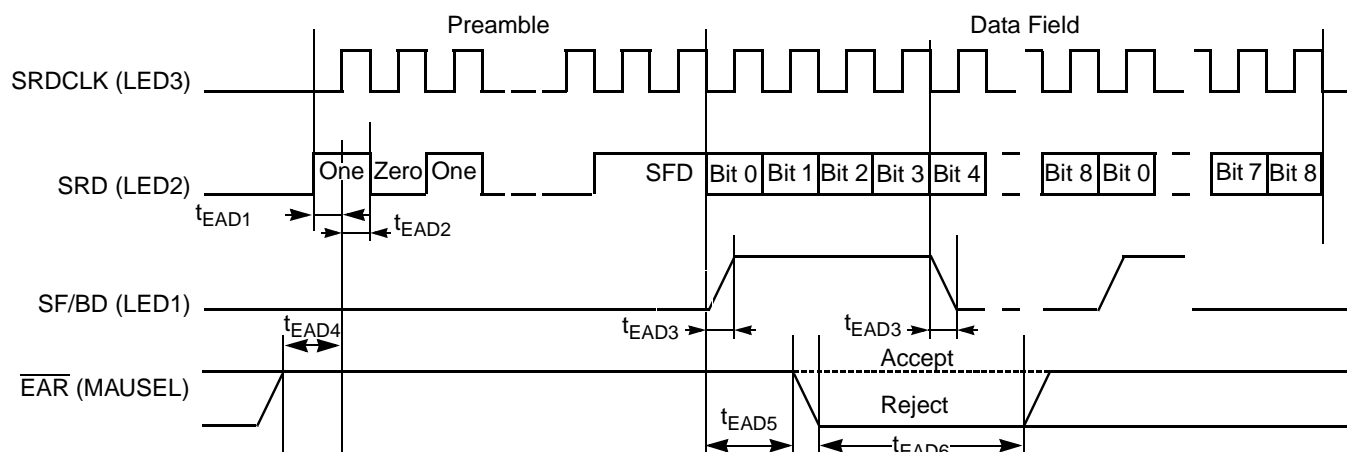 Preamble
Data Field
SRDCLK (LED3)
SRD (LED2)
One Zero One SFD Bit 0 Bit 1 Bit 2 Bit 3 Bit 4 Bit 8 Bit 0 Bit 7 Bit 8
tEAD1
tEAD2
SF/BD (LED1)
tEAD4
tEAD3
tEAD3
EAR (MAUSEL)
Accept
Reject
tEAD5
tEAD6